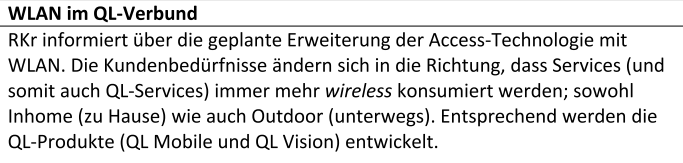 WLAN im QL-Verbund
RKr informiert über die geplante Erweiterung der Access-Technologie mit
WLAN. Die Kundenbedürfnisse ändern sich in die Richtung, dass Services (und
somit auch QL-Services) immer mehr wireless konsumiert werden; sowohl
Inhome (zu Hause) wie auch Outdoor (unterwegs). Entsprechend werden die
QL-Produkte (QL Mobile und QL Vision) entwickelt.